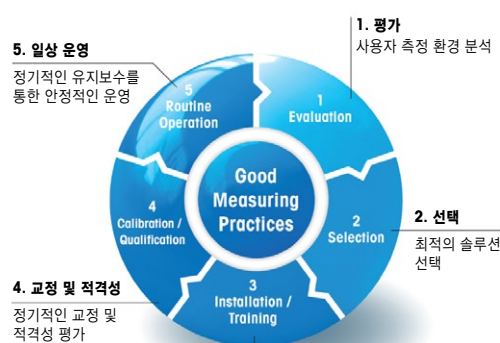 1. 평가
사용자 측정 환경 분석
5. 일상 운영
정기적인 유지보수를
통한 안정적인 운영
1
Evaluation
5
Routine
Operation
Good
Measuring
Practices
2
Selection
4
Calibration /
Qualification
3
Installation /
Training
2. 선택
최적의 솔루션
선택
4. 교정 및 적격성
정기적인 교정 및
적격성 평가